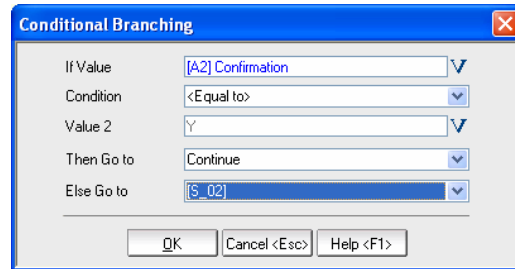 Conditional Branching
If Value [A2] Confirmation V
Condition <Equal to>
Value 2 Y V
Then Go to Continue
Else Go to [S_02]
OK Cancel <Esc> Help <F1>